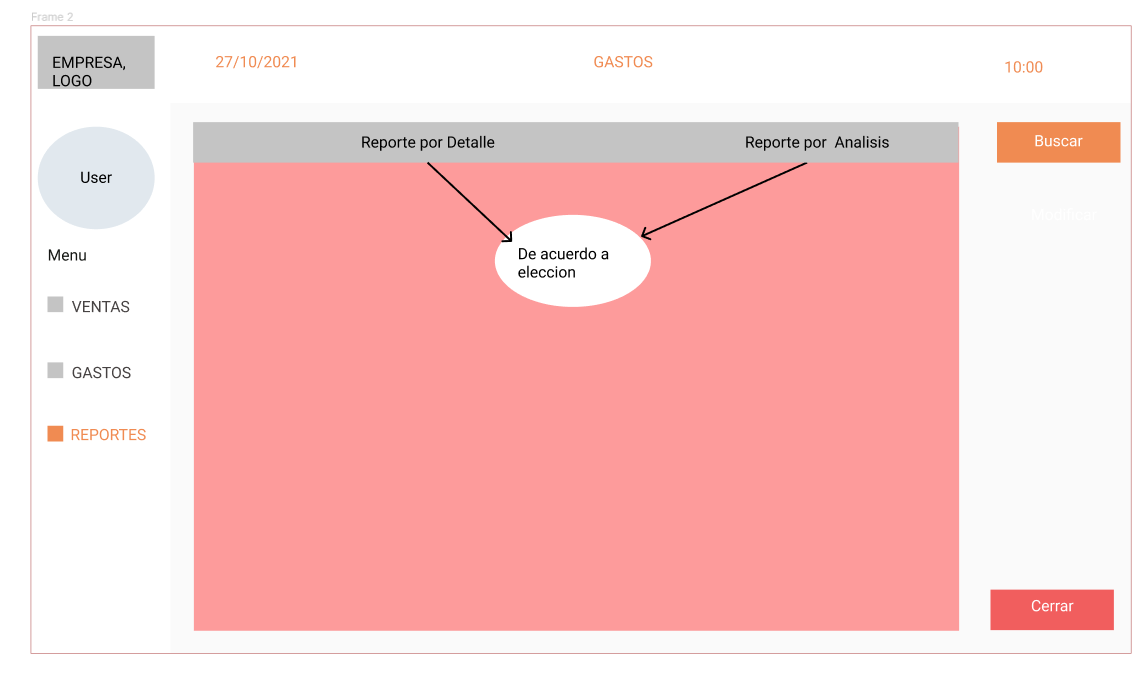 Frame 2
EMPRESA,
LOGO
27/10/2021
GASTOS
10:00
Reporte por Detalle
Reporte por Analisis
Buscar
User
Modificar
De acuerdo a
eleccion
Menu
VENTAS
GASTOS
REPORTES
Cerrar